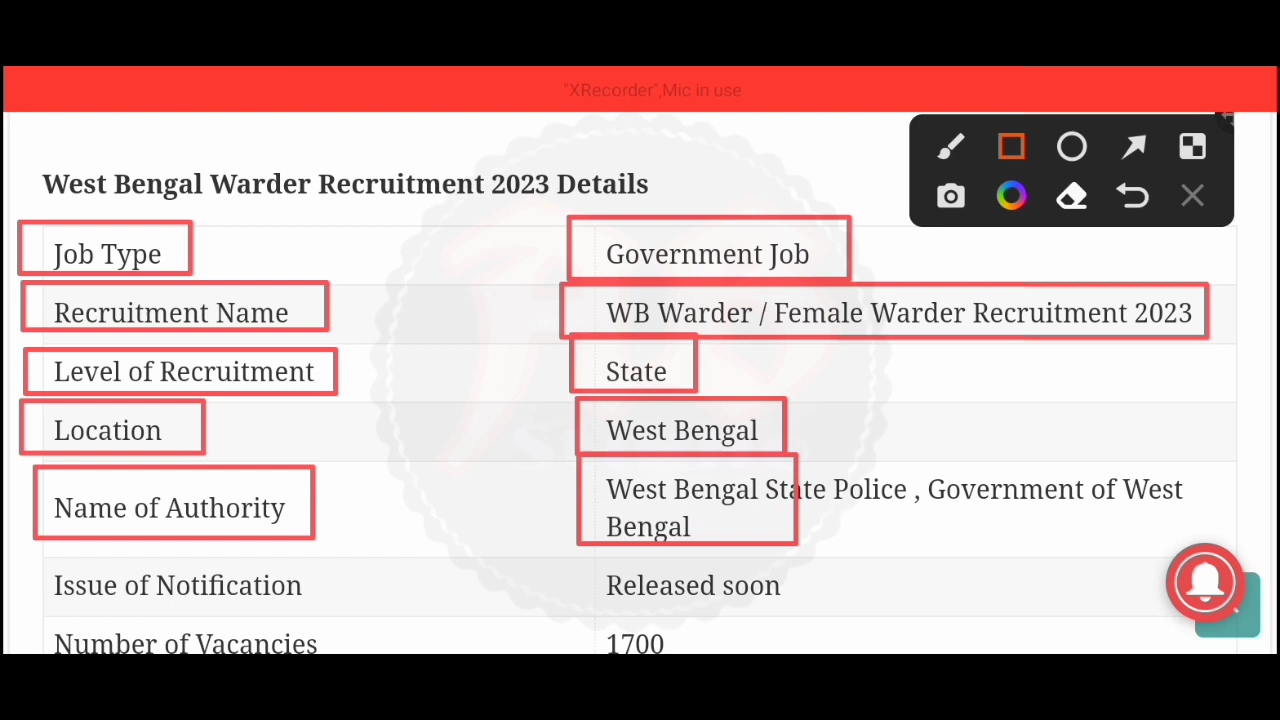 "XRecorder",Mic in use
West Bengal Warder Recruitment 2023 Details
Job Type
Government Job
Recruitment Name
WB Warder / Female Warder Recruitment 2023
Level of Recruitment
State
Location
West Bengal
Name of Authority
West Bengal State Police , Government of West
Bengal
Issue of Notification
Released soon
Number of Vacancies
1700